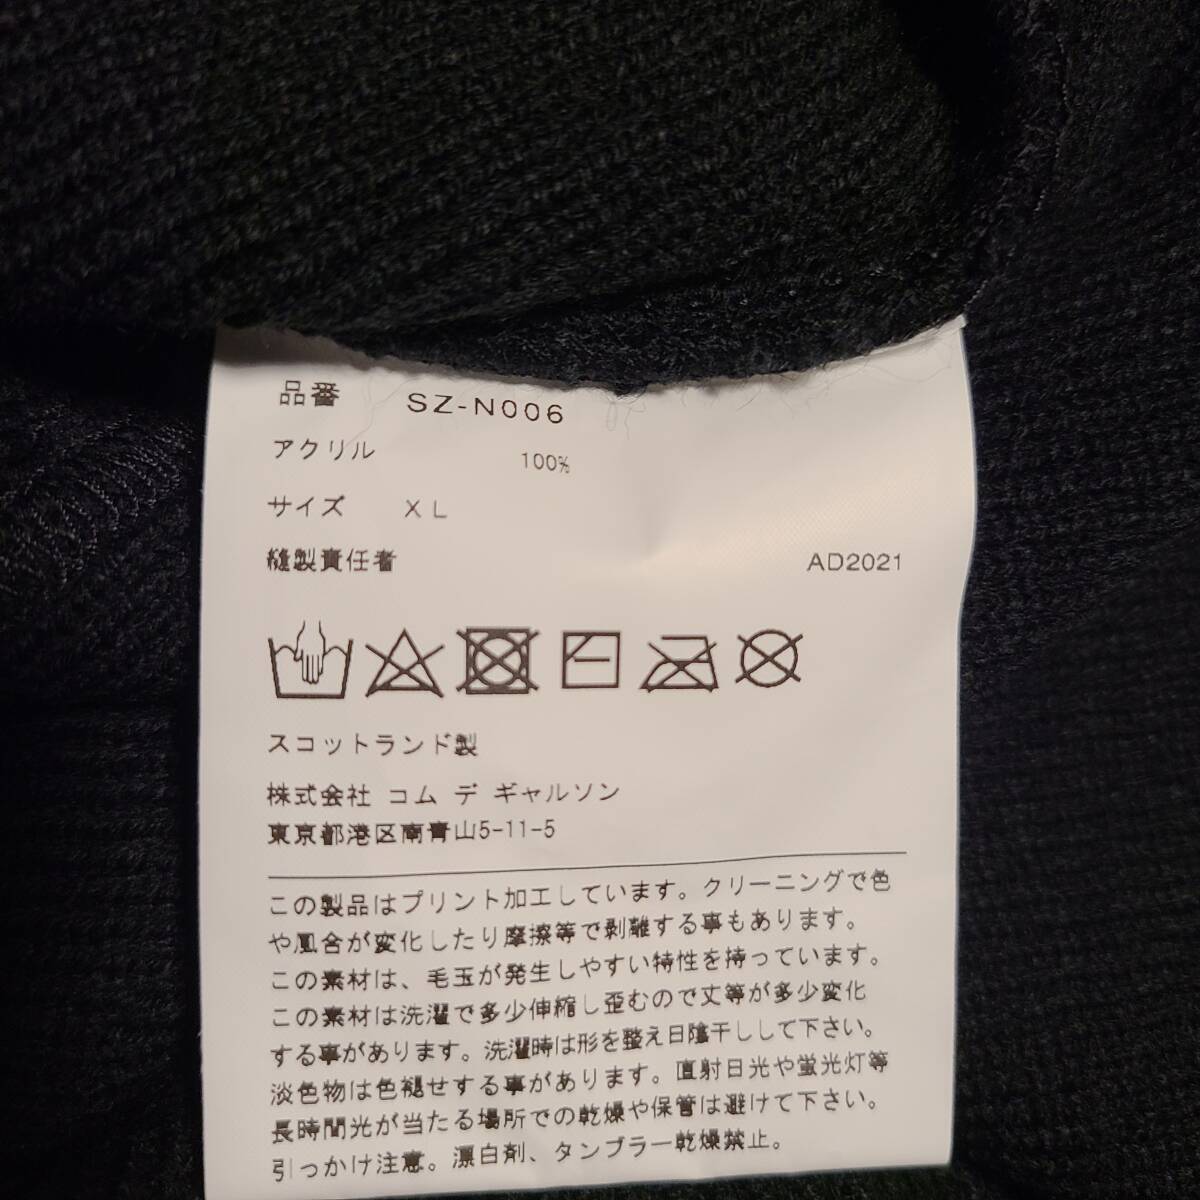 品番 SZ-N006
アクリル 100%
サイズ XL
縫製責任者 AD2021
スコットランド製
株式会社 コム デ ギャルソン
東京都港区南青山5-11-5
この製品はプリント加工しています。クリーニングで色
や風合が変化したり摩擦等で剥離する事もあります。
この素材は、毛玉が発生しやすい特性を持っています。
この素材は洗濯で多少伸縮し歪むので丈等が多少変化
する事があります。洗濯時は形を整え日陰干しして下さい。
淡色物は色褪せする事があります。直射日光や蛍光灯等
長時間光が当たる場所での乾燥や保管は避けて下さい。
引っかけ注意。漂白剤、タンブラー乾燥禁止。